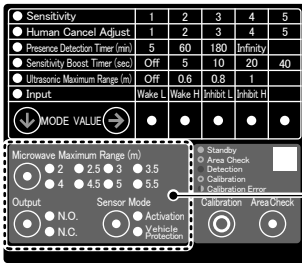 Sensitivity 1 2 3 4 5
Human Cancel Adjust 1 2 3 4 5
Presence Detection Timer (min) 5 60 180 Infinity
Sensitivity Boost Timer (sec) Off 5 10 20 40
Ultrasonic Maximum Range (m) Off 0.6 0.8 1
Input Wake L Wake H Inhibit L Inhibit H
MODE VALUE
Microwave Maximum Range (m)
2 2.5 3 3.5
4 4.5 5 5.5
Output Sensor Mode
N.O. Activation
N.C. Vehicle Protection
Standby
Area Check
Detection
Calibration
Calibration Error
Calibration Area Check